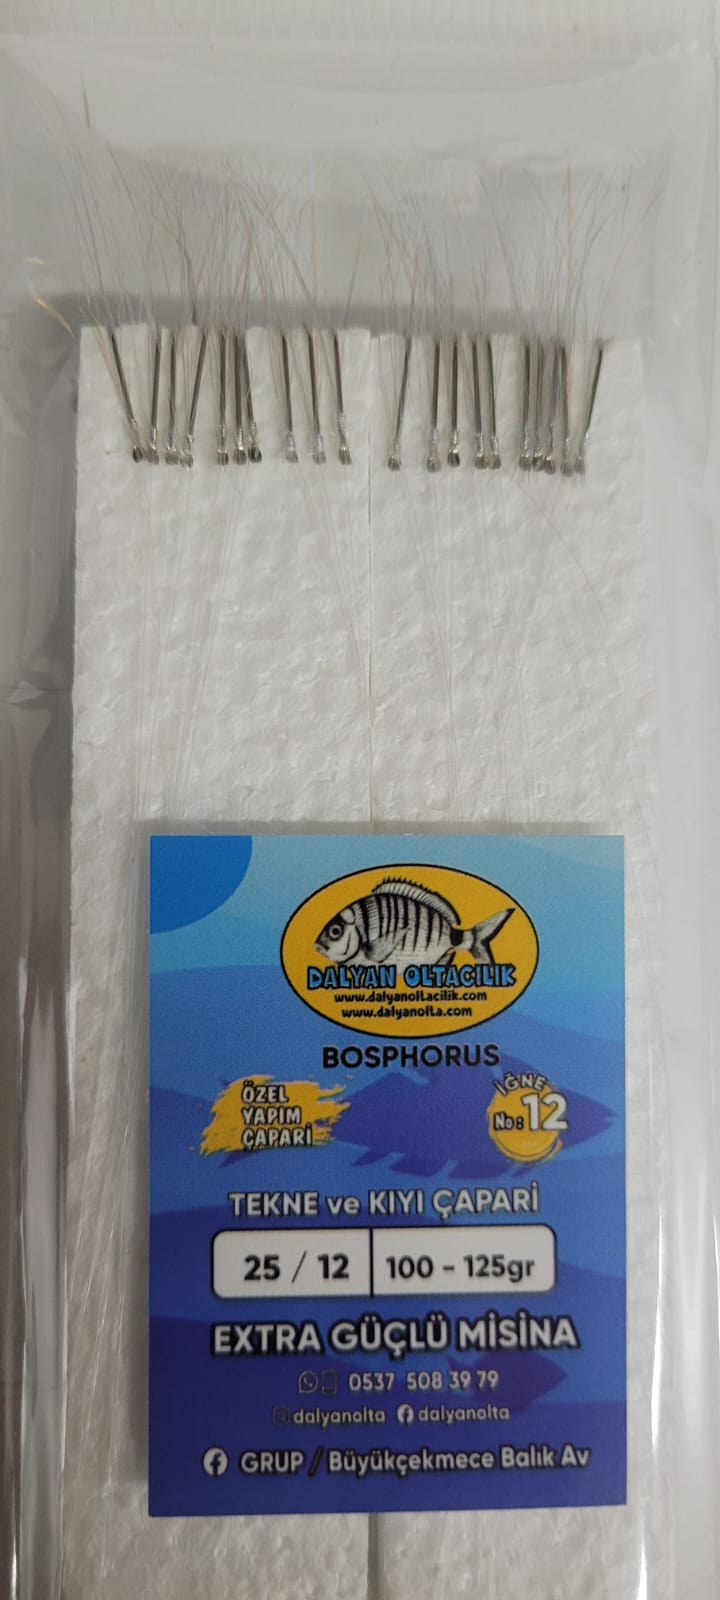 DALYAN OLTACILIK
www.dalyanoltacilik.com
www.dalyanolta.com
BOSPHORUS
ÖZEL
YAPIM
ÇAPARİ
İĞNE
No: 12
TEKNE ve KIYI ÇAPARİ
25 / 12 100 - 125gr
EXTRA GÜÇLÜ MİSİNA
0537 508 39 79
dalyanolta dalyanolta
GRUP / Büyükçekmece Balık Av